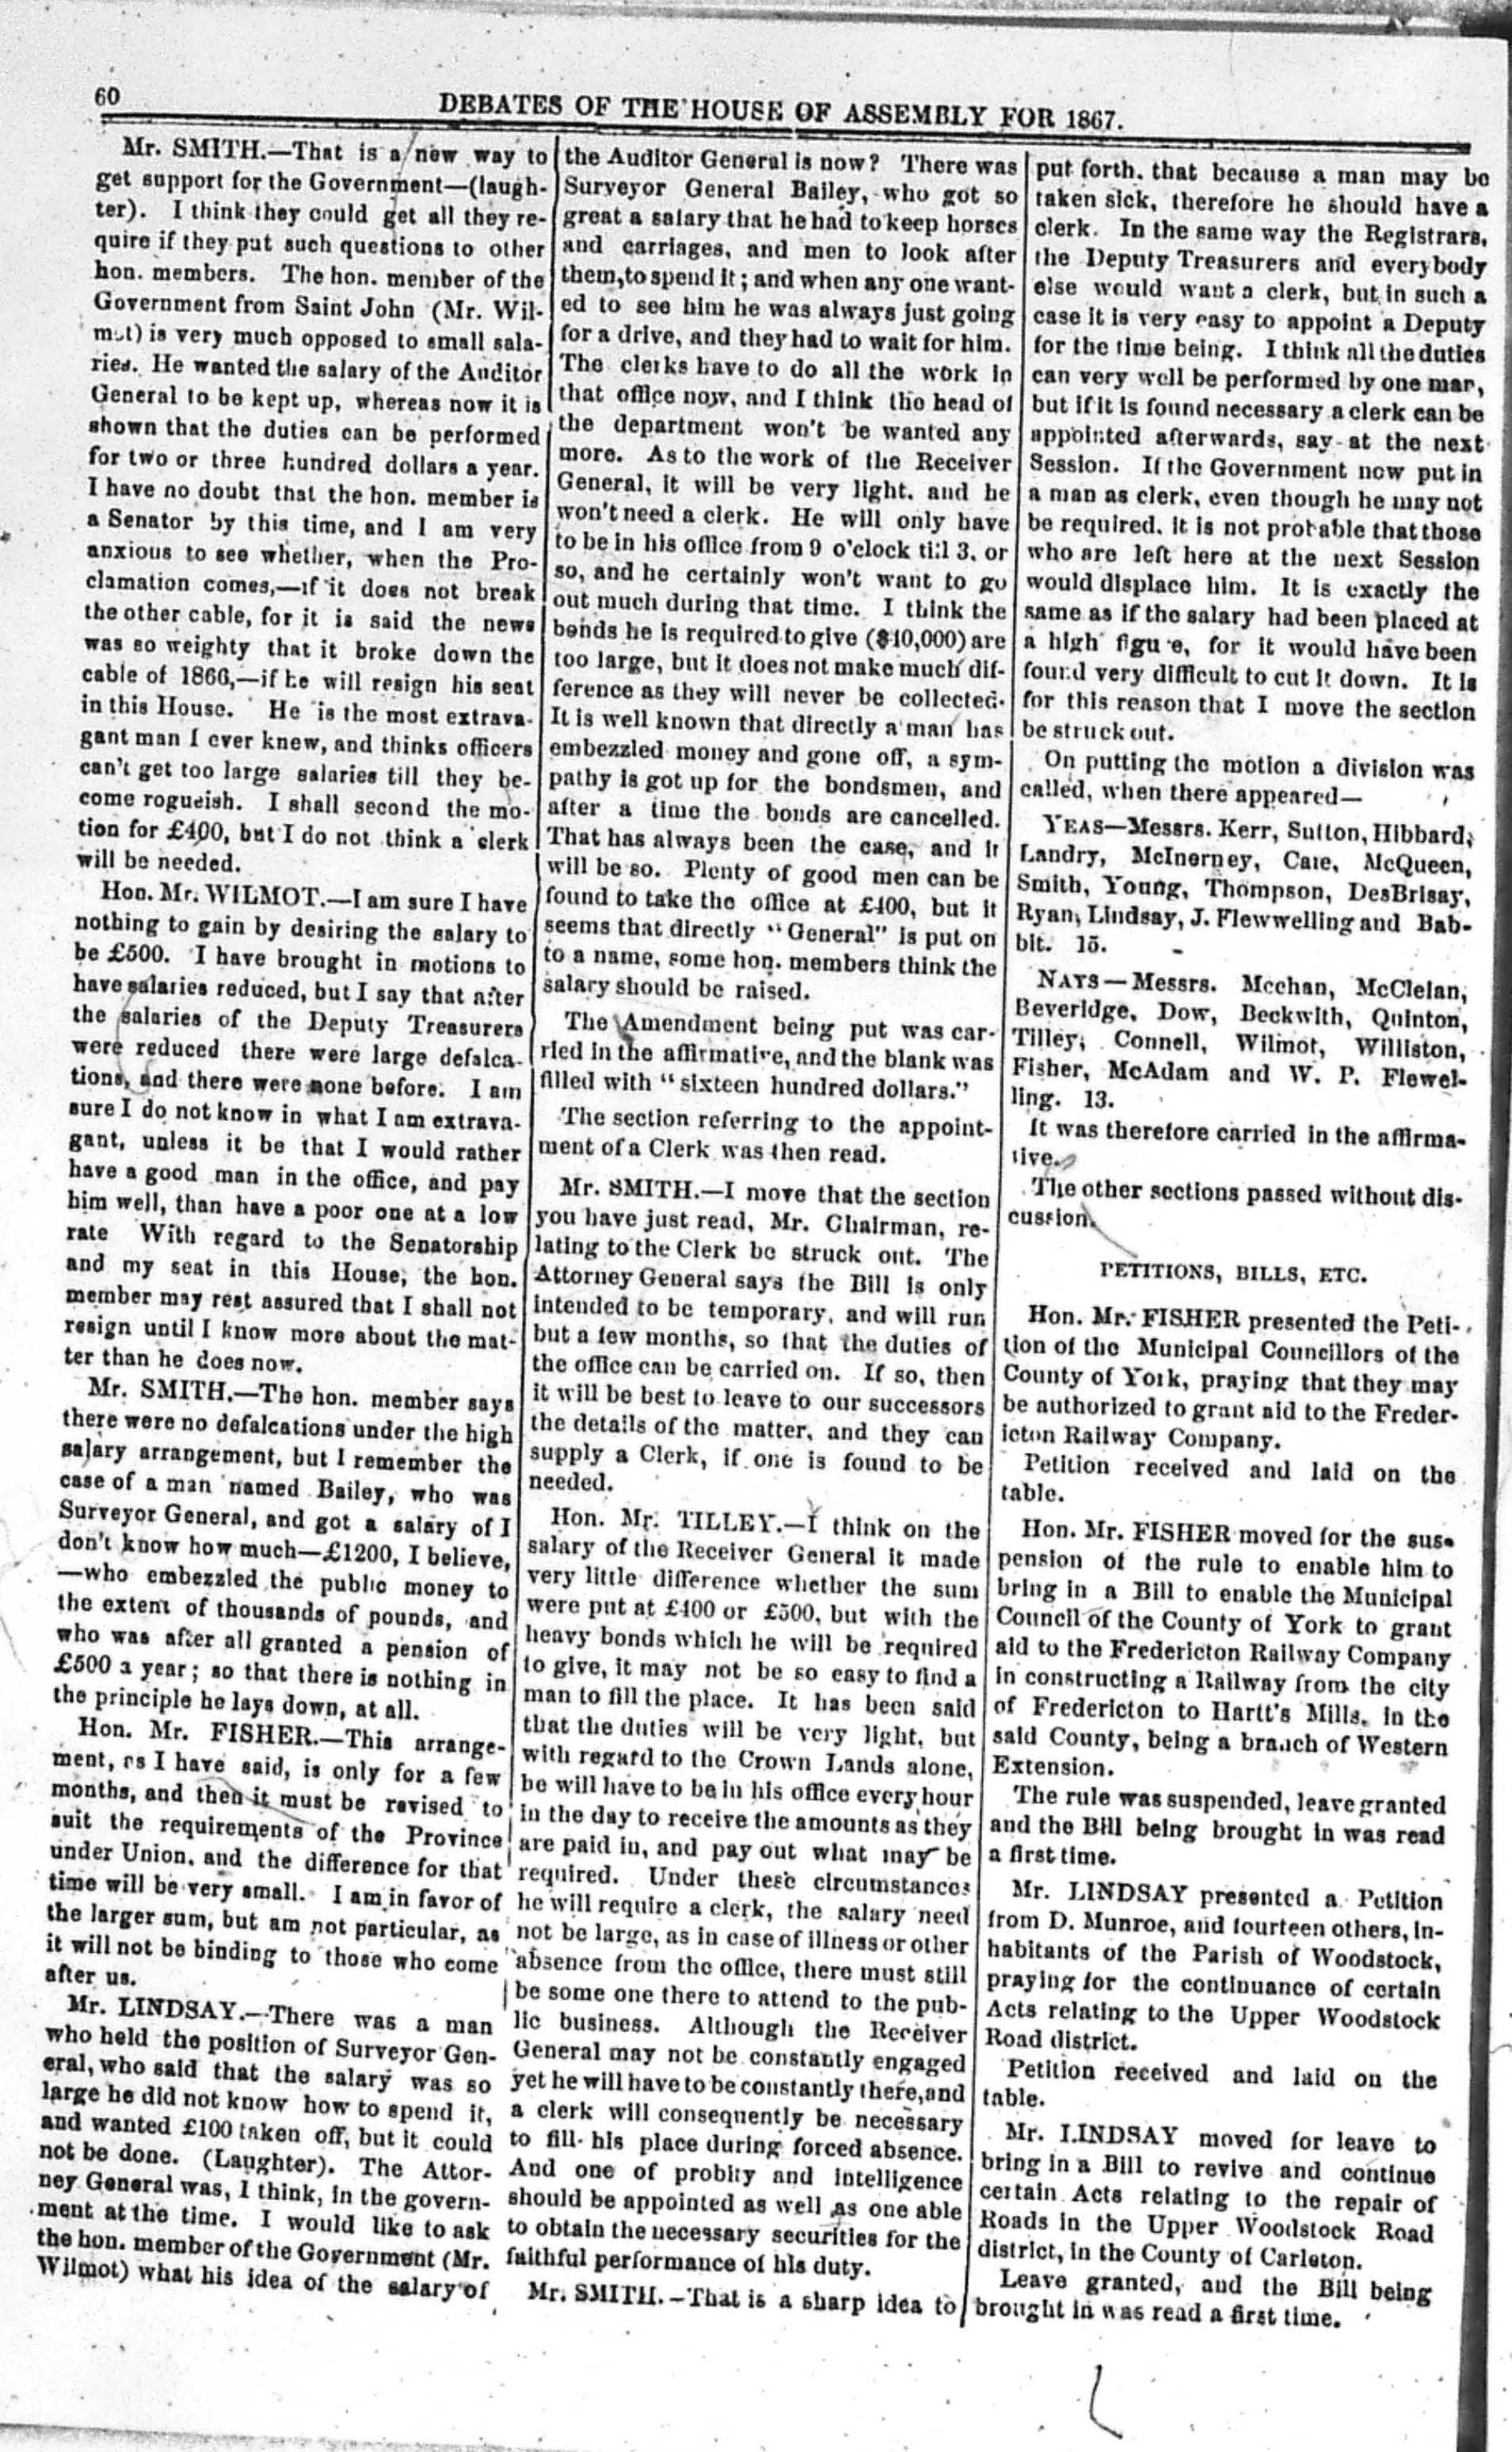 60
DEBATES OF THE HOUSE OF ASSEMBLY FOR 1867.
Mr. SMITH.—That is a new way to
get support for the Government—(laugh-
ter). I think they could get all they re-
quire if they put such questions to other
hon. members. The hon. member of the
Government from Saint John (Mr. Wil-
mot) is very much opposed to small sala-
ries. He wanted the salary of the Auditor
General to be kept up, whereas now it is
shown that the duties can be performed
for two or three hundred dollars a year.
I have no doubt that the hon. member is
a Senator by this time, and I am very
anxious to see whether, when the Pro-
clamation comes,—if it does not break
the other cable, for it is said the news
was so weighty that it broke down the
cable of 1866,—if he will resign his seat
in this House. He is the most extrava-
gant man I ever knew, and thinks officers
can't get too large salaries till they be-
come rogueish. I shall second the mo-
tion for £400, but I do not think a clerk
will be needed.
Hon. Mr. WILMOT.—I am sure I have
nothing to gain by desiring the salary to
be £500. I have brought in motions to
have salaries reduced, but I say that after
the salaries of the Deputy Treasurers
were reduced there were large defalca-
tions, and there were none before. I am
sure I do not know in what I am extrava-
gant, unless it be that I would rather
have a good man in the office, and pay
him well, than have a poor one at a low
rate With regard to the Senatorship
and my seat in this House, the hon.
member may rest assured that I shall not
resign until I know more about the mat-
ter than he does now.
Mr. SMITH.—The hon. member says
there were no defalcations under the high
salary arrangement, but I remember the
case of a man named Bailey, who was
Surveyor General, and got a salary of I
don't know how much—£1200, I believe,
—who embezzled the public money to
the extent of thousands of pounds, and
who was after all granted a pension of
£500 a year; so that there is nothing in
the principle he lays down, at all.
Hon. Mr. FISHER.—This arrange-
ment, as I have said, is only for a few
months, and then it must be revised to
suit the requirements of the Province
under Union, and the difference for that
time will be very small. I am in favor of
the larger sum, but am not particular, as
it will not be binding to those who come
after us.
Mr. LINDSAY.—There was a man
who held the position of Surveyor Gen-
eral, who said that the salary was so
large he did not know how to spend it,
and wanted £100 taken off, but it could
not be done. (Laughter). The Attor-
ney General was, I think, in the govern-
ment at the time. I would like to ask
the hon. member of the Government (Mr.
Wilmot) what his idea of the salary of
the Auditor General is now? There was
Surveyor General Bailey, who got so
great a salary that he had to keep horses
and carriages, and men to look after
them, to spend it; and when any one want-
ed to see him he was always just going
for a drive, and they had to wait for him.
The clerks have to do all the work in
that office now, and I think the head of
the department won't be wanted any
more. As to the work of the Receiver
General, it will be very light, and he
won't need a clerk. He will only have
to be in his office from 9 o'clock till 3, or
so, and he certainly won't want to go
out much during that time. I think the
bonds he is required to give ($40,000) are
too large, but it does not make much dif-
ference as they will never be collected.
It is well known that directly a man has
embezzled money and gone off, a sym-
pathy is got up for the bondsmen, and
after a time the bonds are cancelled.
That has always been the case, and it
will be so. Plenty of good men can be
found to take the office at £400, but it
seems that directly "General" is put on
to a name, some hon. members think the
salary should be raised.
The Amendment being put was car-
ried in the affirmative, and the blank was
filled with "sixteen hundred dollars."
The section referring to the appoint-
ment of a Clerk was then read.
Mr. SMITH.—I move that the section
you have just read, Mr. Chairman, re-
lating to the Clerk be struck out. The
Attorney General says the Bill is only
intended to be temporary, and will run
but a few months, so that the duties of
the office can be carried on. If so, then
it will be best to leave to our successors
the details of the matter, and they can
supply a Clerk, if one is found to be
needed.
Hon. Mr. TILLEY.—I think on the
salary of the Receiver General it made
very little difference whether the sum
were put at £400 or £500, but with the
heavy bonds which he will be required
to give, it may not be so easy to find a
man to fill the place. It has been said
that the duties will be very light, but
with regard to the Crown Lands alone,
he will have to be in his office every hour
in the day to receive the amounts as they
are paid in, and pay out what may be
required. Under these circumstances
he will require a clerk, the salary need
not be large, as in case of illness or other
absence from the office, there must still
be some one there to attend to the pub-
lic business. Although the Receiver
General may not be constantly engaged
yet he will have to be constantly there, and
a clerk will consequently be necessary
to fill his place during forced absence.
And one of probity and intelligence
should be appointed as well as one able
to obtain the necessary securities for the
faithful performance of his duty.
Mr. SMITH.—That is a sharp idea to
put forth, that because a man may be
taken sick, therefore he should have a
clerk. In the same way the Registrars,
the Deputy Treasurers and everybody
else would want a clerk, but in such a
case it is very easy to appoint a Deputy
for the time being. I think all the duties
can very well be performed by one man,
but if it is found necessary a clerk can be
appointed afterwards, say at the next
Session. If the Government now put in
a man as clerk, even though he may not
be required, it is not probable that those
who are left here at the next Session
would displace him. It is exactly the
same as if the salary had been placed at
a high figure, for it would have been
found very difficult to cut it down. It is
for this reason that I move the section
be struck out.
On putting the motion a division was
called, when there appeared—
YEAS—Messrs. Kerr, Sutton, Hibbard,
Landry, McInerney, Caie, McQueen,
Smith, Young, Thompson, DesBrisay,
Ryan, Lindsay, J. Flewwelling and Bab-
bit. 15.
NAYS—Messrs. Meehan, McClelan,
Beveridge, Dow, Beckwith, Quinton,
Tilley, Connell, Wilmot, Williston,
Fisher, McAdam and W. P. Flewel-
ling. 13.
It was therefore carried in the affirma-
tive.
The other sections passed without dis-
cussion.
PETITIONS, BILLS, ETC.
Hon. Mr. FISHER presented the Peti-
tion of the Municipal Councillors of the
County of York, praying that they may
be authorized to grant aid to the Freder-
icton Railway Company.
Petition received and laid on the
table.
Hon. Mr. FISHER moved for the sus-
pension of the rule to enable him to
bring in a Bill to enable the Municipal
Council of the County of York to grant
aid to the Fredericton Railway Company
in constructing a Railway from the city
of Fredericton to Hartt's Mills, in the
said County, being a branch of Western
Extension.
The rule was suspended, leave granted
and the Bill being brought in was read
a first time.
Mr. LINDSAY presented a Petition
from D. Munroe, and fourteen others, in-
habitants of the Parish of Woodstock,
praying for the continuance of certain
Acts relating to the Upper Woodstock
Road district.
Petition received and laid on the
table.
Mr. LINDSAY moved for leave to
bring in a Bill to revive and continue
certain Acts relating to the repair of
Roads in the Upper Woodstock Road
district, in the County of Carleton.
Leave granted, and the Bill being
brought in was read a first time.